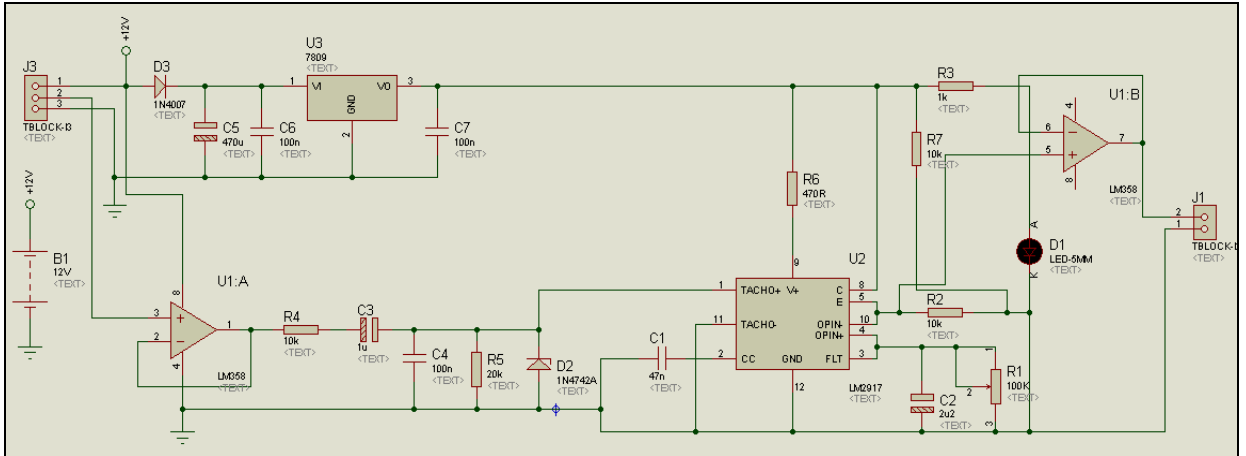 +12V
J3
1
2
3
TBLOCK-I3
<TEXT>
D3
1N4007
<TEXT>
U3
7809
<TEXT>
1
VI
VO
3
GND
2
C5
470u
<TEXT>
C6
100n
<TEXT>
C7
100n
<TEXT>
R3
1k
<TEXT>
R7
10k
<TEXT>
U1:B
4
6
5
7
8
LM358
<TEXT>
J1
2
1
<TEXT>
R6
470R
<TEXT>
+12V
B1
12V
<TEXT>
U1:A
8
3
2
1
4
LM358
<TEXT>
R4
10k
<TEXT>
C3
1u
<TEXT>
C4
100n
<TEXT>
R5
20k
<TEXT>
D2
1N4742A
<TEXT>
C1
47n
<TEXT>
U2
9
1
TACHO+
V+
C
8
E
5
11
TACHO-
OPIN-
10
OPIN+
4
2
CC
GND
FLT
3
12
LM2917
<TEXT>
R2
10k
<TEXT>
A
D1
LED-5MM
<TEXT>
K
C2
2u2
<TEXT>
1
R1
100K
<TEXT>
2
3